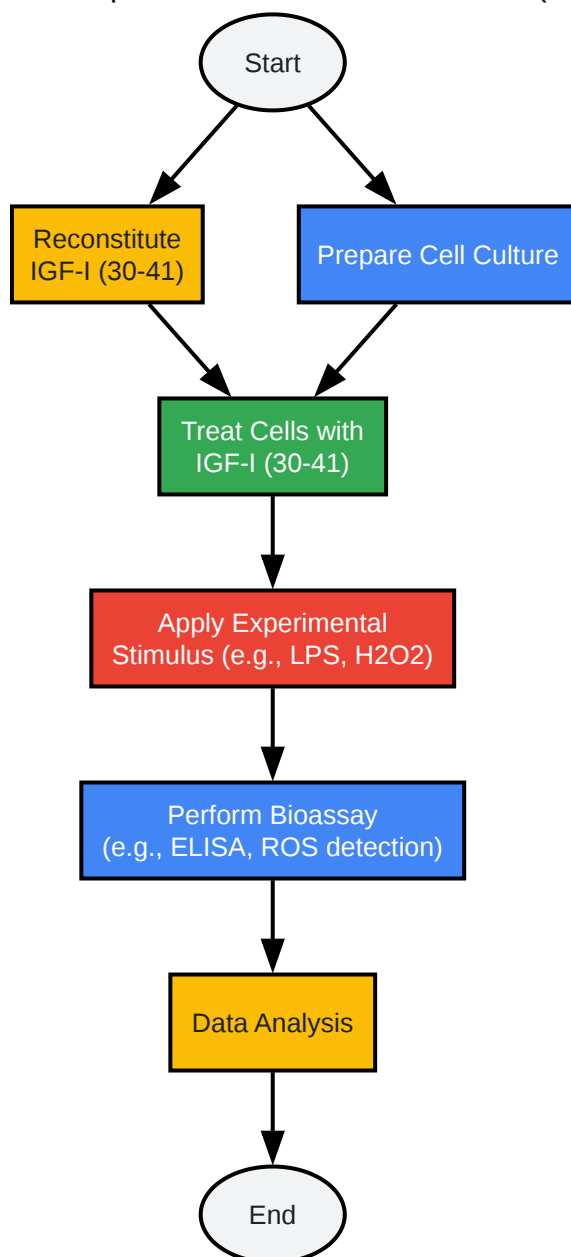 Start
Reconstitute
IGF-I (30-41)
Prepare Cell Culture
Treat Cells with
IGF-I (30-41)
Apply Experimental
Stimulus (e.g., LPS, H2O2)
Perform Bioassay
(e.g., ELISA, ROS detection)
Data Analysis
End